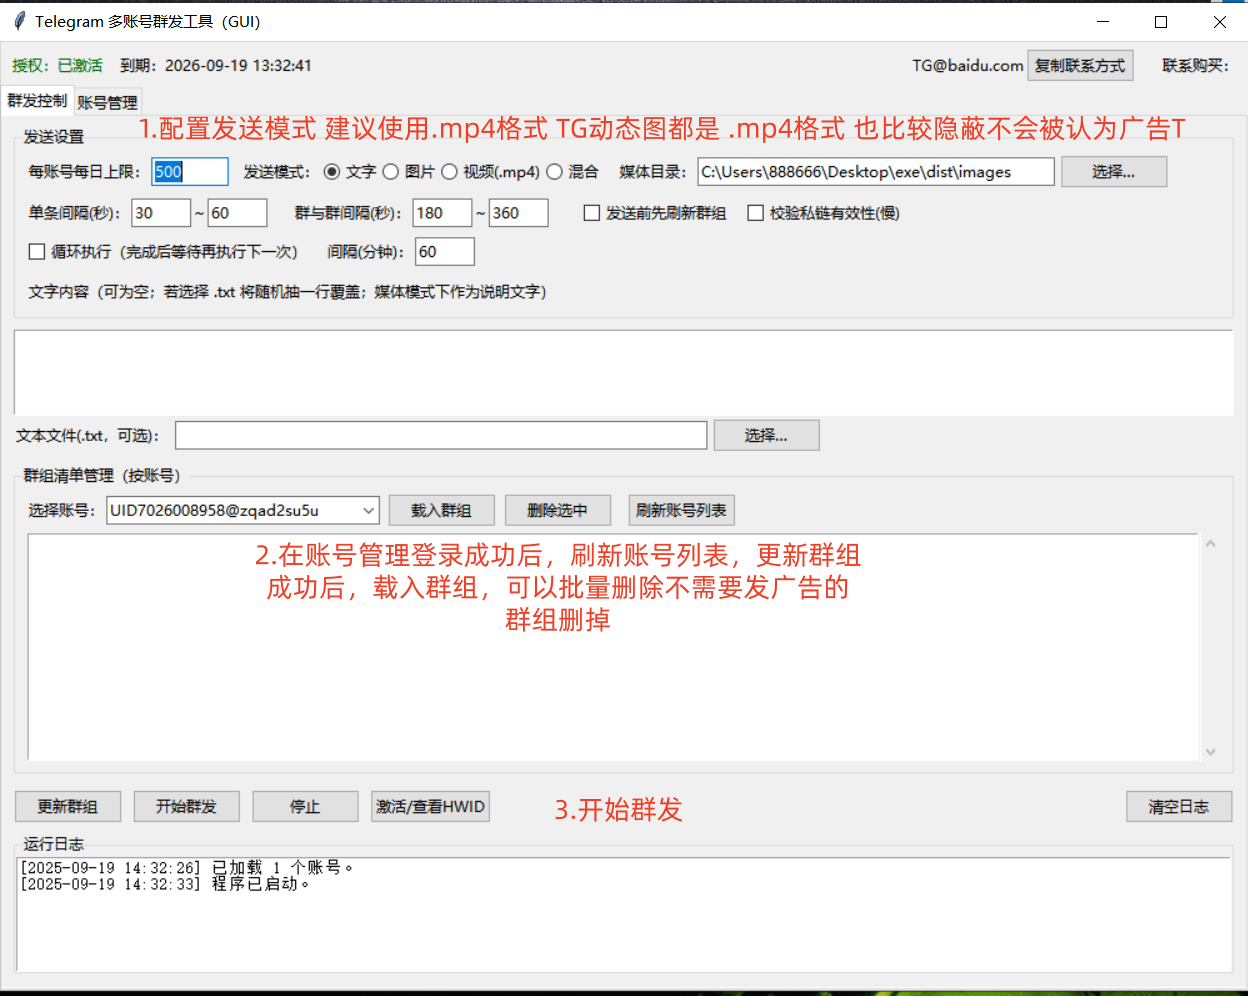 Telegram 多账号群发工具（GUI）
授权：已激活 到期：2026-09-19 13:32:41 TG@baidu.com 复制联系方式 联系购买：
群发控制 账号管理
1.配置发送模式 建议使用.mp4格式 TG动态图都是 .mp4格式 也比较隐蔽不会被认为广告T
发送设置
每账号每日上限： 500 发送模式： 文字 图片 视频(.mp4) 混合 媒体目录： C:\Users\888666\Desktop\exe\dist\images 选择...
单条间隔(秒)： 30 ~ 60 群与群间隔(秒)： 180 ~ 360 发送前先刷新群组 校验私链有效性(慢)
循环执行（完成后等待再执行下一次） 间隔(分钟)： 60
文字内容（可为空；若选择 .txt 将随机抽一行覆盖；媒体模式下作为说明文字）
文本文件(.txt，可选)： 选择...
群组清单管理（按账号）
选择账号： UID7026008958@zqad2su5u 载入群组 删除选中 刷新账号列表
2.在账号管理登录成功后，刷新账号列表，更新群组
成功后，载入群组，可以批量删除不需要发广告的
群组删掉
更新群组 开始群发 停止 激活/查看HWID 3.开始群发 清空日志
运行日志
[2025-09-19 14:32:26] 已加载 1 个账号。
[2025-09-19 14:32:33] 程序已启动。